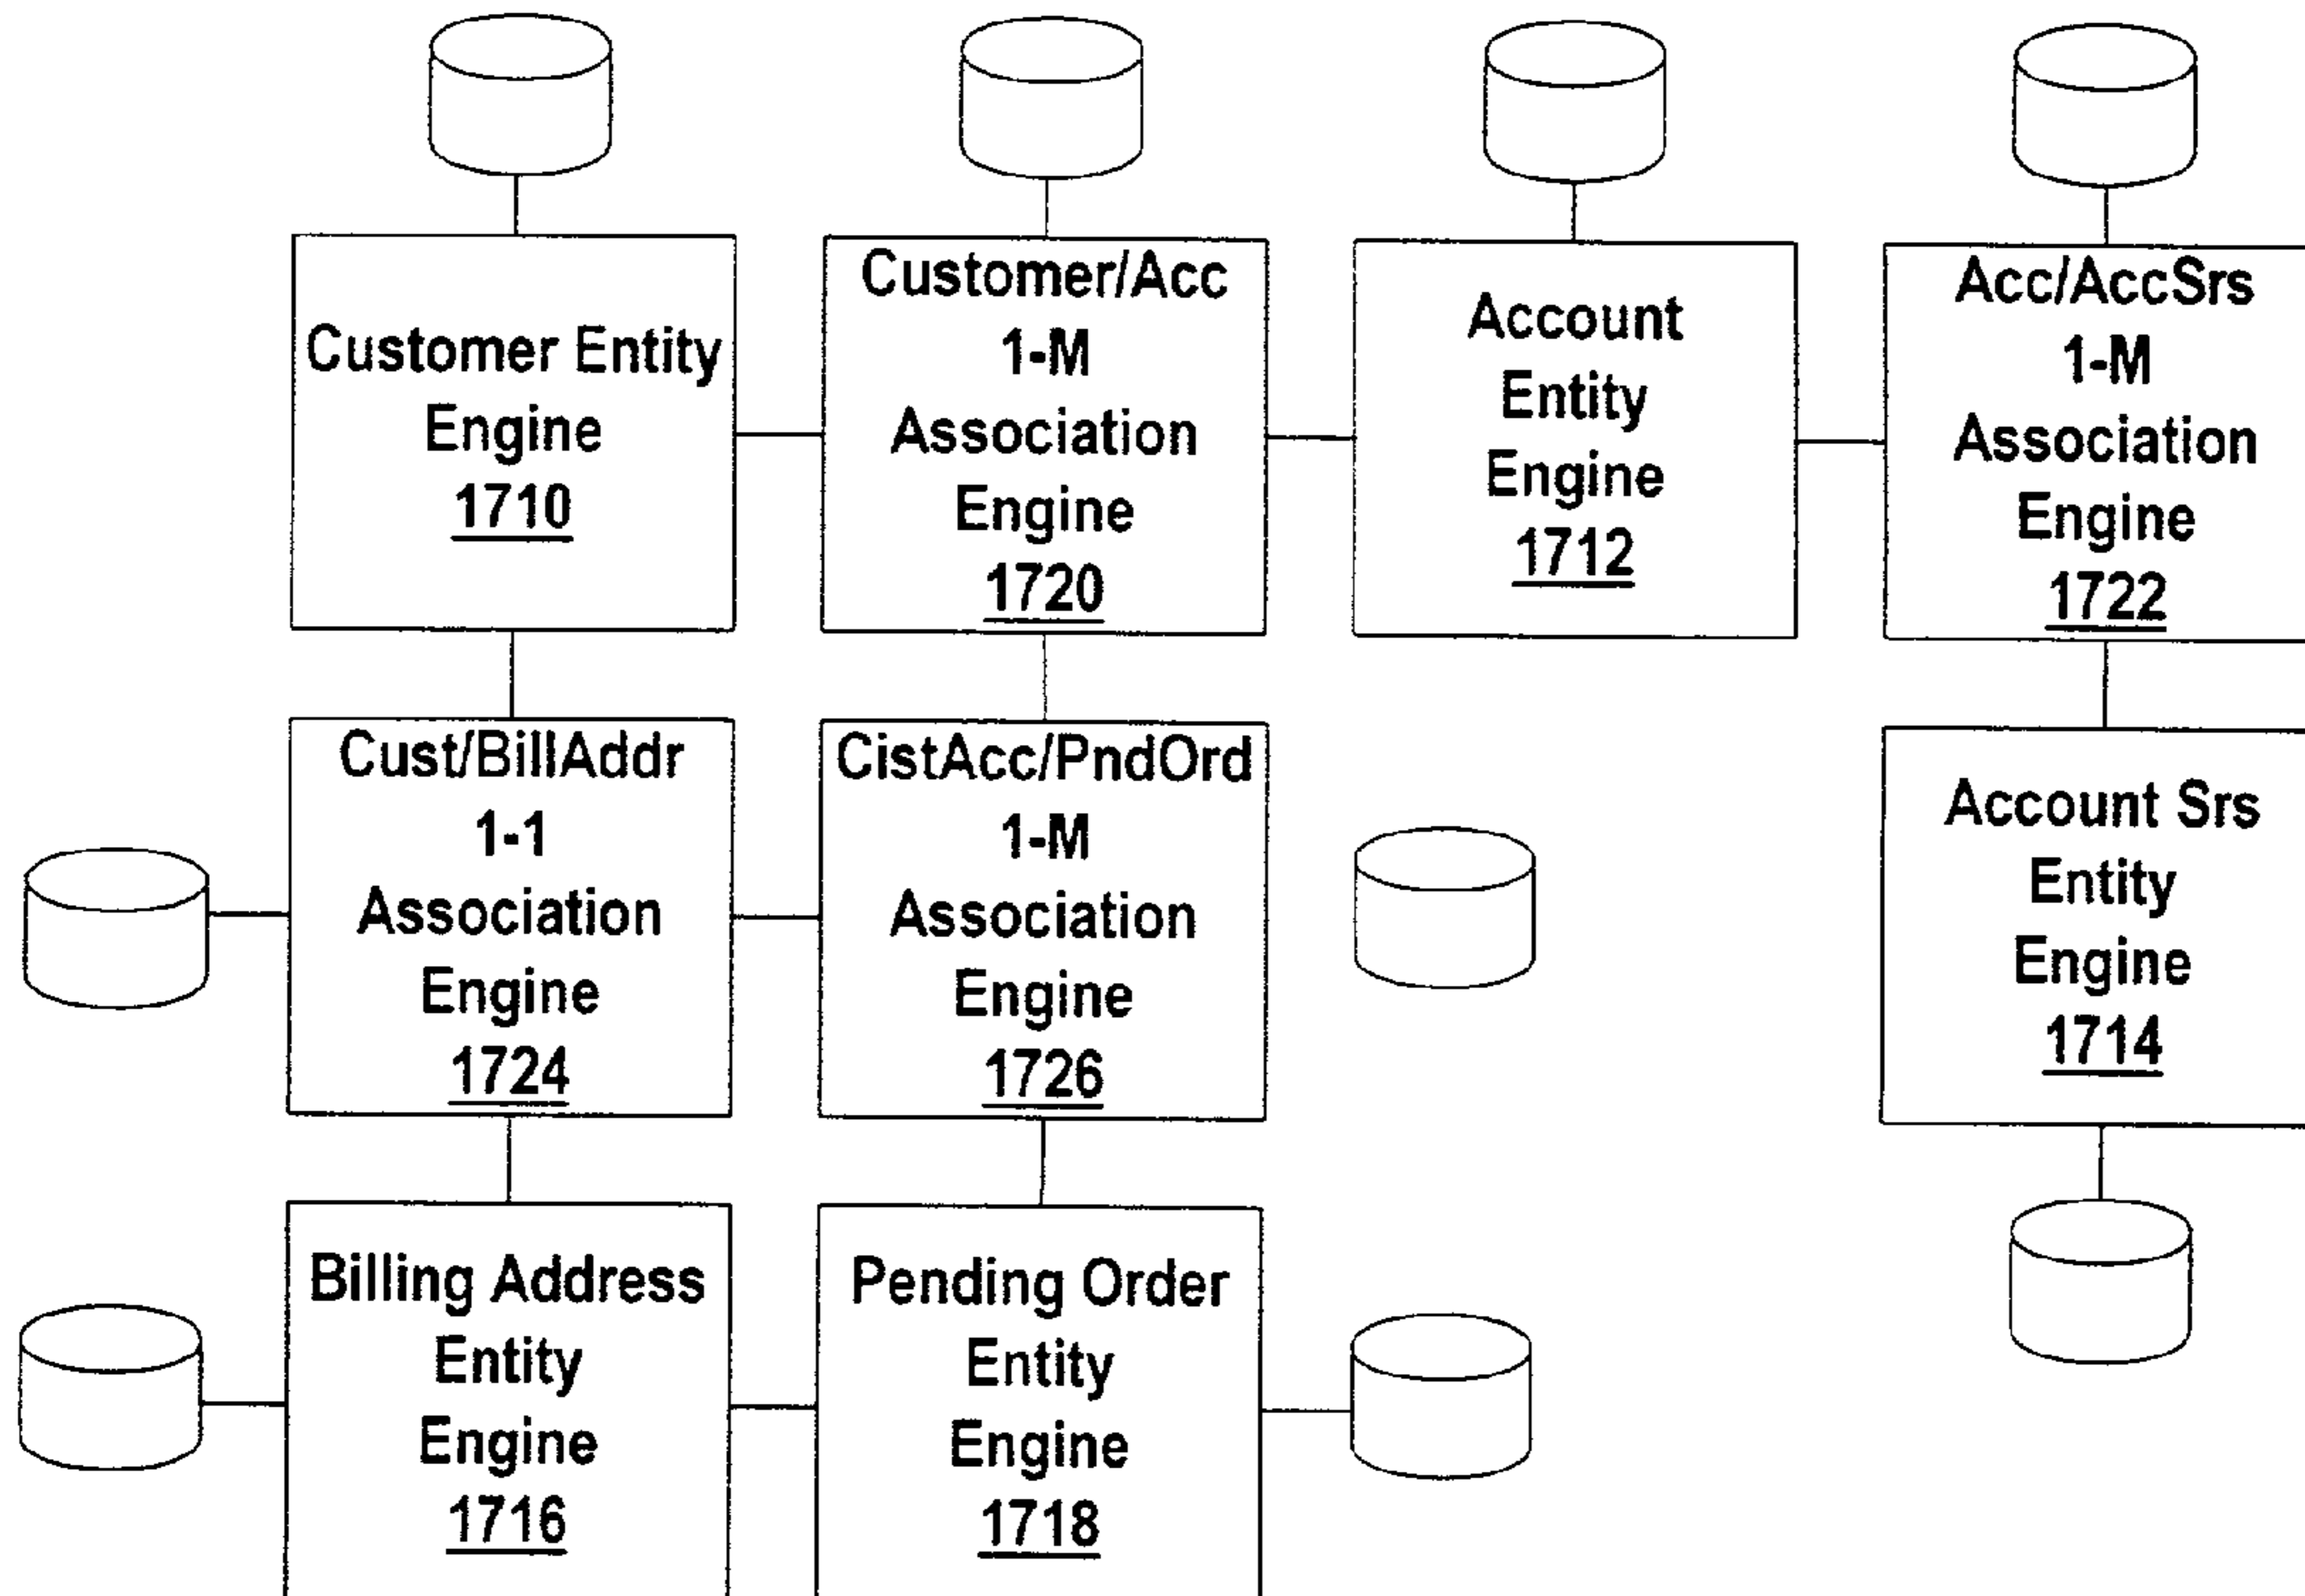 Customer Entity
Engine
1710
Customer/Acc
1-M
Association
Engine
1720
Account
Entity
Engine
1712
Acc/AccSrs
1-M
Association
Engine
1722
Cust/BillAddr
1-1
Association
Engine
1724
CistAcc/PndOrd
1-M
Association
Engine
1726
Account Srs
Entity
Engine
1714
Billing Address
Entity
Engine
1716
Pending Order
Entity
Engine
1718